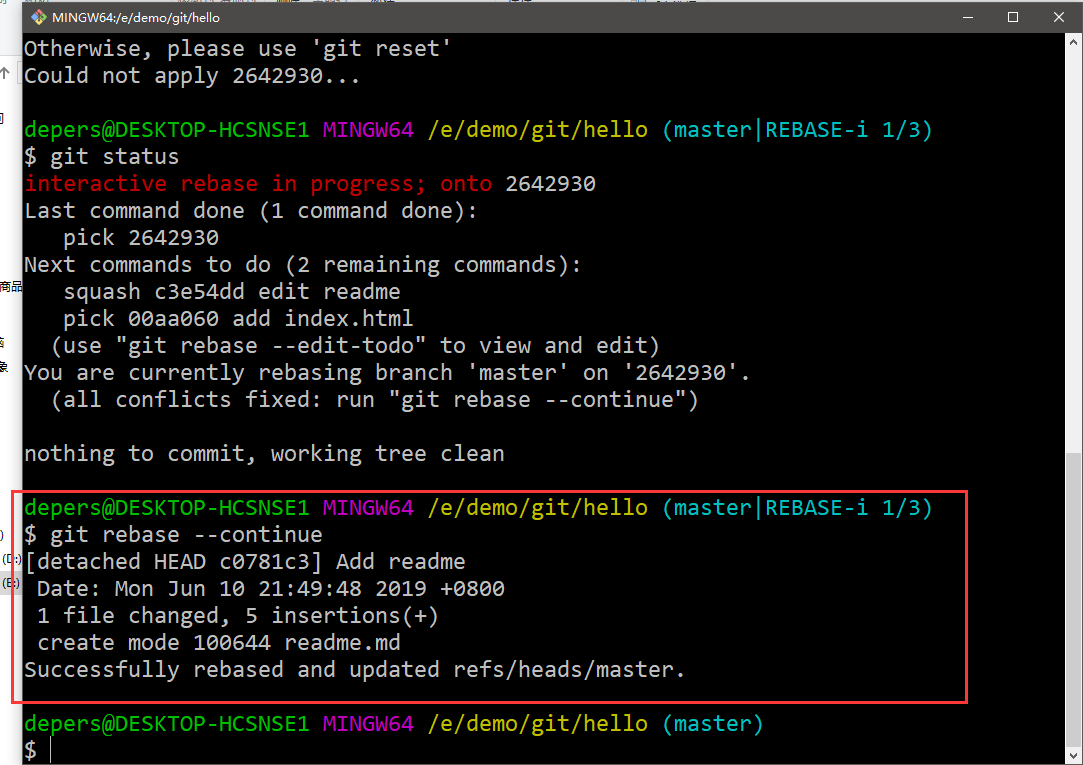 MINGW64:/e/demo/git/hello
Otherwise, please use 'git reset'
Could not apply 2642930...
depers@DESKTOP-HCSNSE1 MINGW64 /e/demo/git/hello (master|REBASE-i 1/3)
$ git status
interactive rebase in progress; onto 2642930
Last command done (1 command done):
   pick 2642930
Next commands to do (2 remaining commands):
   squash c3e54dd edit readme
   pick 00aa060 add index.html
  (use "git rebase --edit-todo" to view and edit)
You are currently rebasing branch 'master' on '2642930'.
  (all conflicts fixed: run "git rebase --continue")
nothing to commit, working tree clean
depers@DESKTOP-HCSNSE1 MINGW64 /e/demo/git/hello (master|REBASE-i 1/3)
$ git rebase --continue
[detached HEAD c0781c3] Add readme
 Date: Mon Jun 10 21:49:48 2019 +0800
 1 file changed, 5 insertions(+)
 create mode 100644 readme.md
Successfully rebased and updated refs/heads/master.
depers@DESKTOP-HCSNSE1 MINGW64 /e/demo/git/hello (master)
$
商品
象
(D:)
(E:)